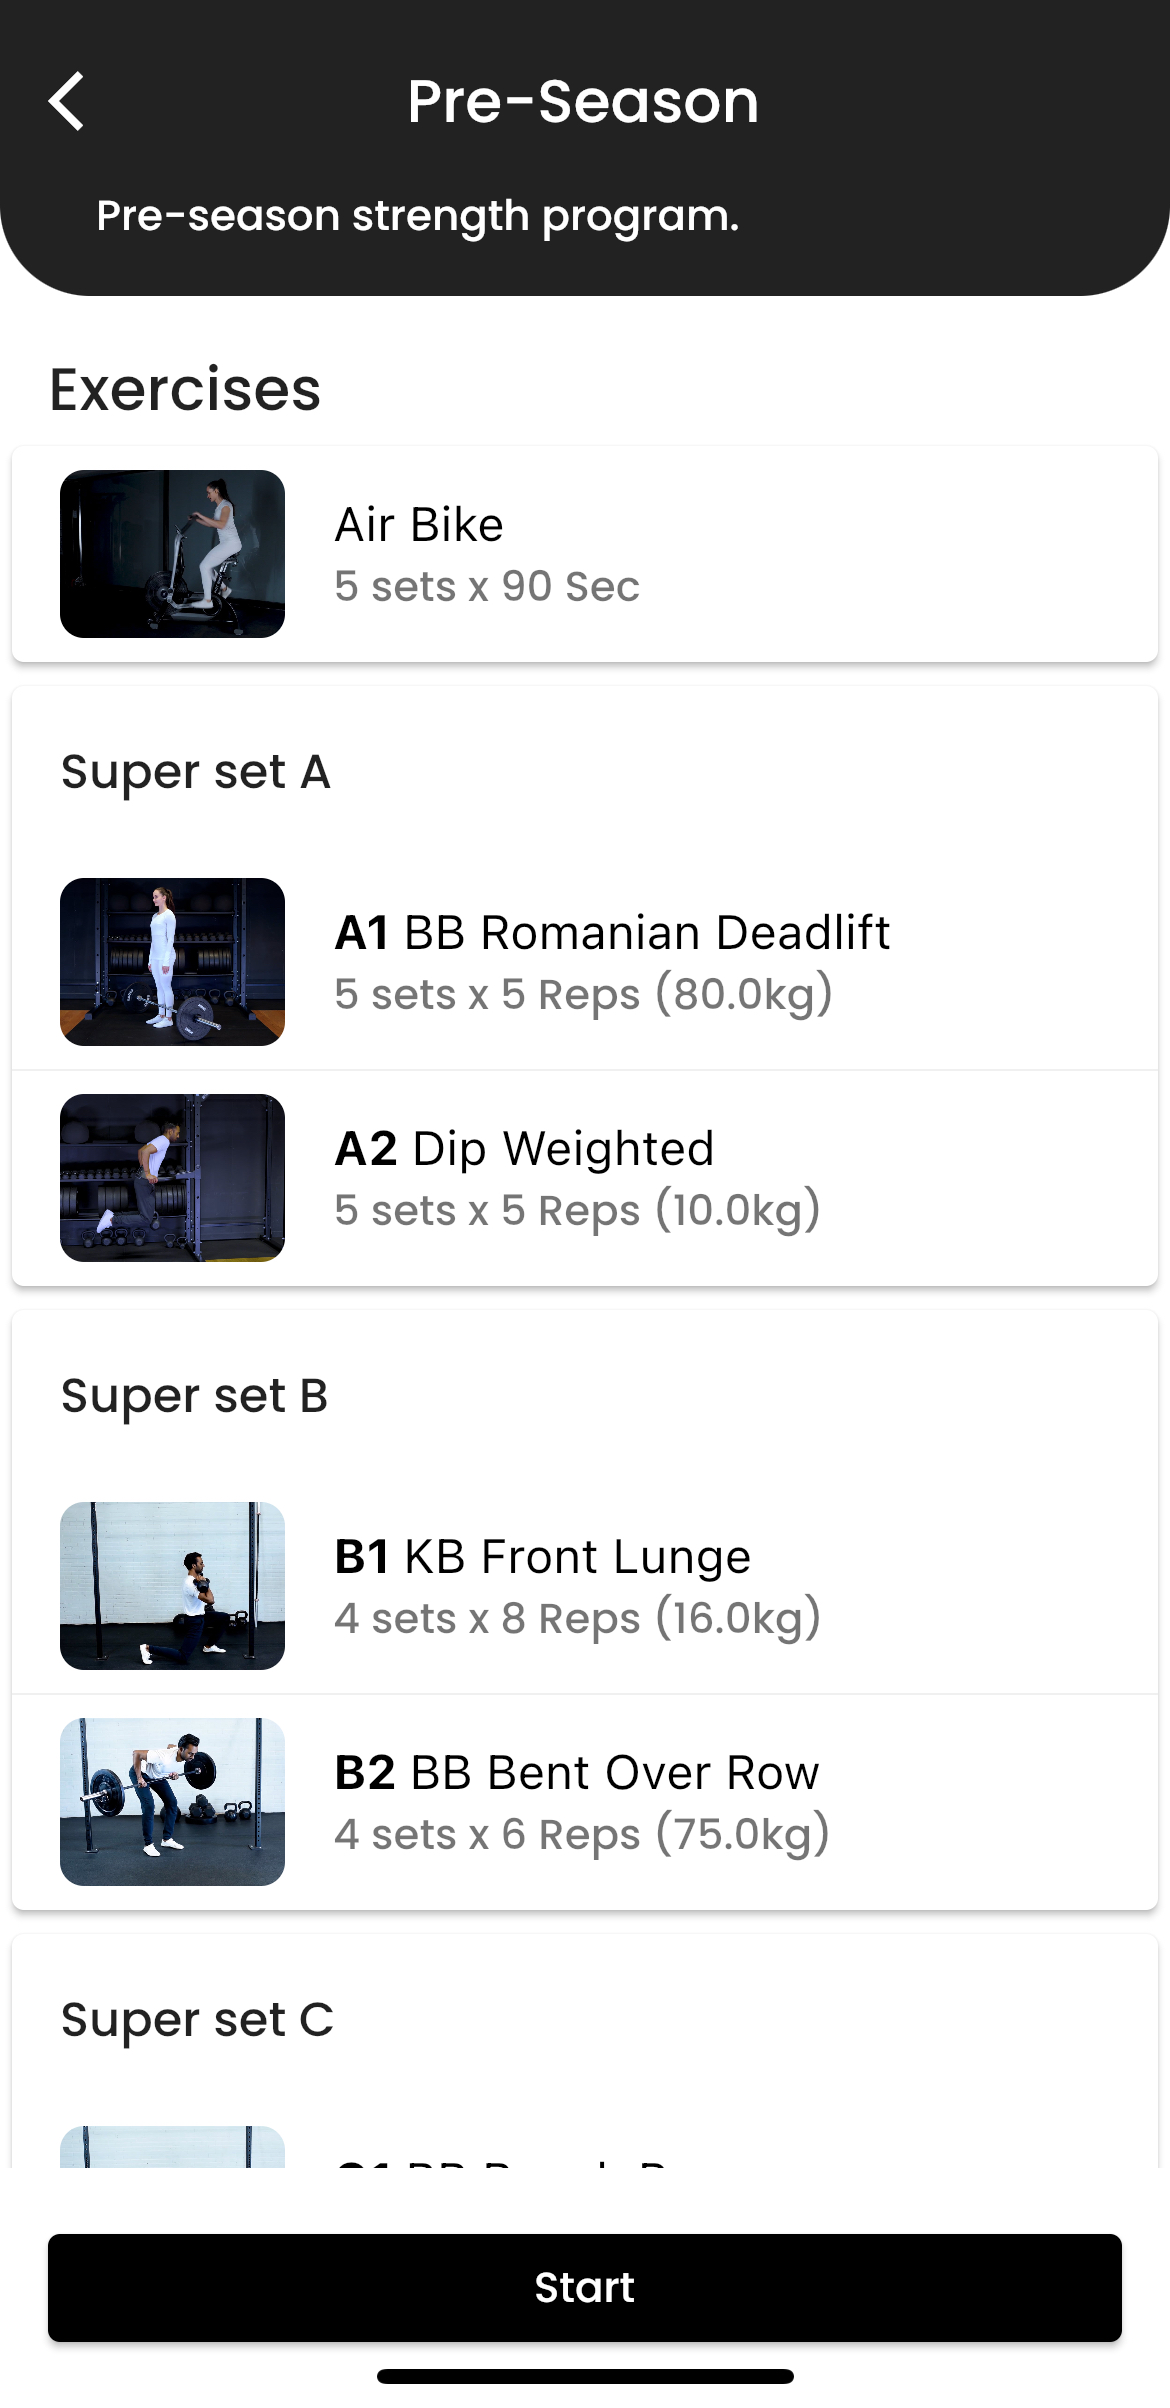 Pre-Season
Pre-season strength program.
Exercises
Air Bike
5 sets x 90 Sec
Super set A
A1 BB Romanian Deadlift
5 sets x 5 Reps (80.0kg)
A2 Dip Weighted
5 sets x 5 Reps (10.0kg)
Super set B
B1 KB Front Lunge
4 sets x 8 Reps (16.0kg)
B2 BB Bent Over Row
4 sets x 6 Reps (75.0kg)
Super set C
Start